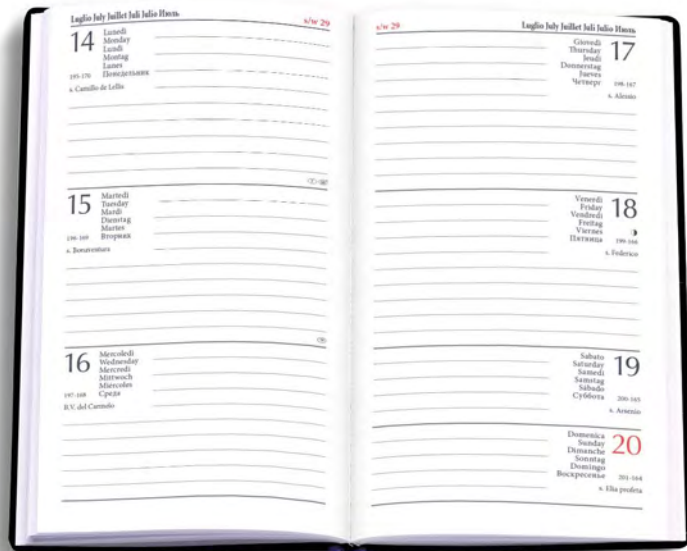 Luglio July Juillet Juli Julio Июль
s/w 29
14
Lunedì
Monday
Lundi
Montag
Lunes
Понедельник
195-170
s. Camillo de Lellis
15
Martedì
Tuesday
Mardi
Dienstag
Martes
Вторник
196-169
s. Bonaventura
16
Mercoledì
Wednesday
Mercredi
Mittwoch
Miercoles
Среда
197-168
B.V. del Carmelo
s/w 29
Luglio July Juillet Juli Julio Июль
17
Giovedì
Thursday
Jeudi
Donnerstag
Jueves
Четверг
198-167
s. Alessio
18
Venerdì
Friday
Vendredi
Freitag
Viernes
Пятница
199-166
s. Federico
19
Sabato
Saturday
Samedi
Samstag
Sábado
Суббота
200-165
s. Arsenio
20
Domenica
Sunday
Dimanche
Sonntag
Domingo
Воскресенье
201-164
s. Elia profeta